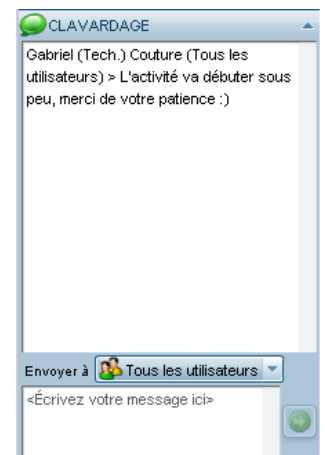 CLAVARDAGE
Gabriel (Tech.) Couture (Tous les
utilisateurs) > L'activité va débuter sous
peu, merci de votre patience :)
Envoyer à Tous les utilisateurs
<Écrivez votre message ici>